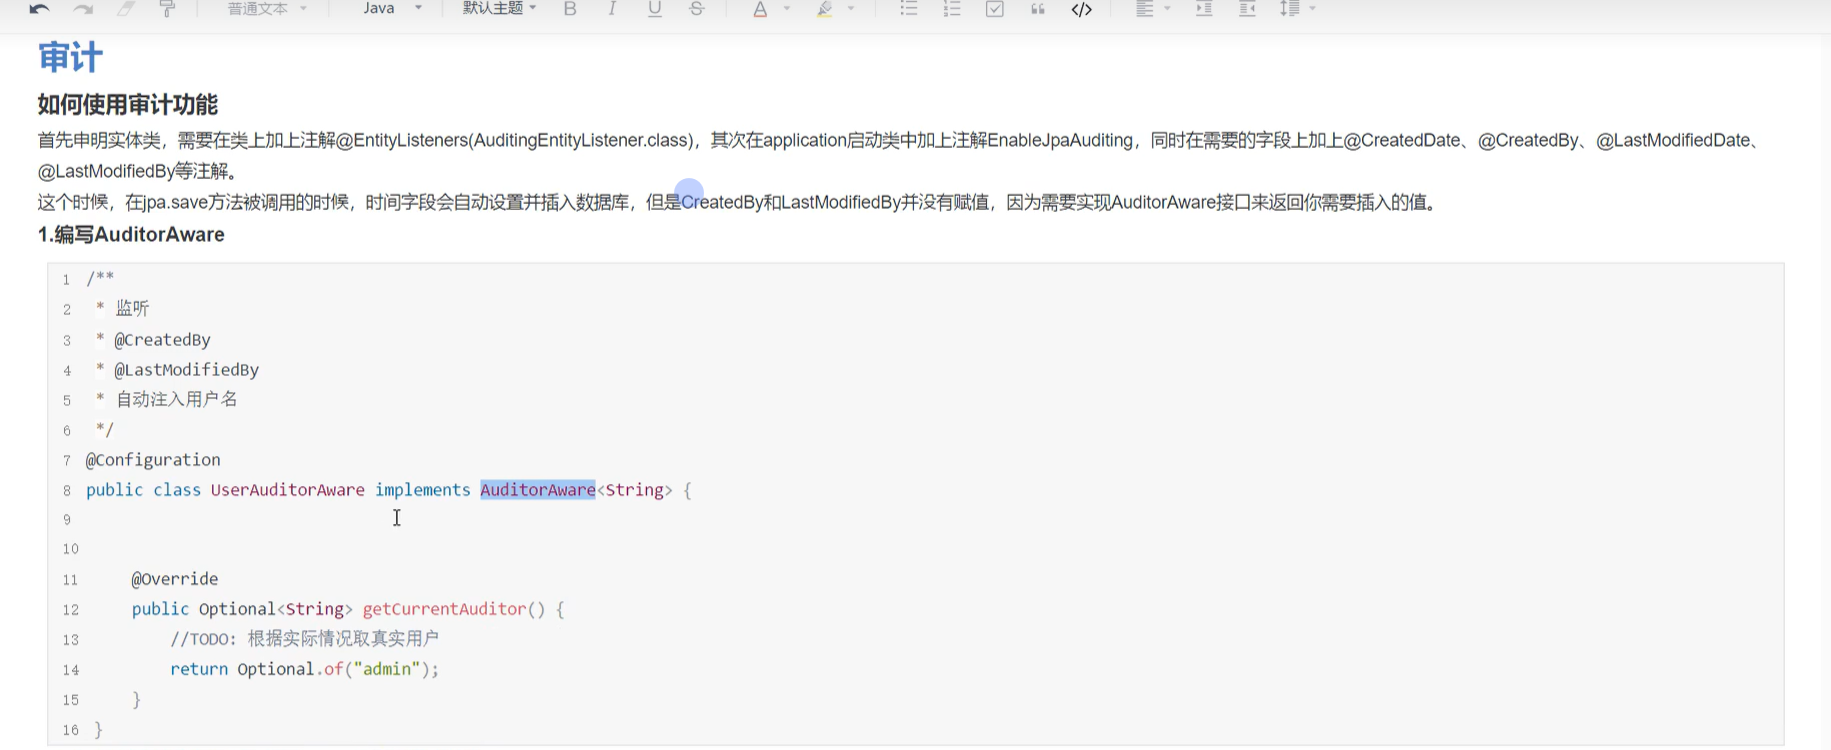 普通文本
Java
默认主题
B
I
U
S
A
</>
审计
如何使用审计功能
首先申明实体类，需要在类上加上注解@EntityListeners(AuditingEntityListener.class)，其次在application启动类中加上注解EnableJpaAuditing，同时在需要的字段上加上@CreatedDate、@CreatedBy、@LastModifiedDate、
@LastModifiedBy等注解。
这个时候，在jpa.save方法被调用的时候，时间字段会自动设置并插入数据库，但是CreatedBy和LastModifiedBy并没有赋值，因为需要实现AuditorAware接口来返回你需要插入的值。
1.编写AuditorAware
1 /**
2 * 监听
3 * @CreatedBy
4 * @LastModifiedBy
5 * 自动注入用户名
6 */
7 @Configuration
8 public class UserAuditorAware implements AuditorAware<String> {
9
10
11 @Override
12 public Optional<String> getCurrentAuditor() {
13 //TODO: 根据实际情况取真实用户
14 return Optional.of("admin");
15 }
16 }